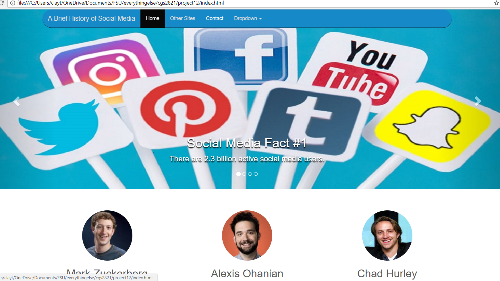 A Brief History of Social Media
Home
Other Sites
Contact
Dropdown
f
You
Tube
t
Social Media Fact #1
There are 2.3 billion active social media users.
Mark Zuckerberg
Alexis Ohanian
Chad Hurley